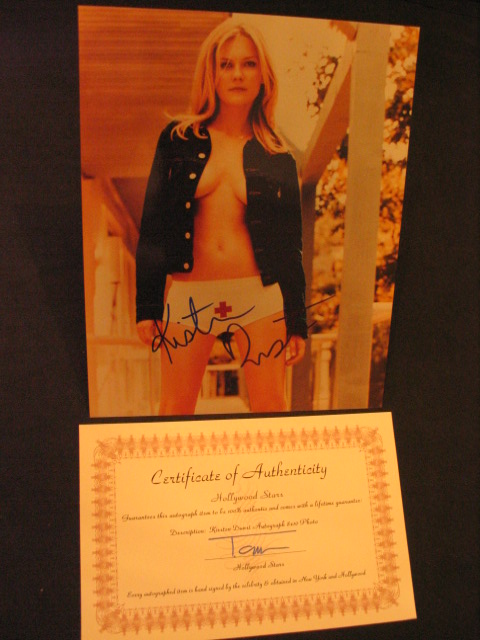 Kirsten
Dunst
Certificate of Authenticity
Hollywood Stars
Guarantees this autograph item to be 100% authentic and comes with a lifetime guarantee.
Description: Kirsten Dunst Autograph 8x10 Photo
Tom
Hollywood Stars
Every autographed item is hand signed by the celebrity & obtained in New York and Hollywood